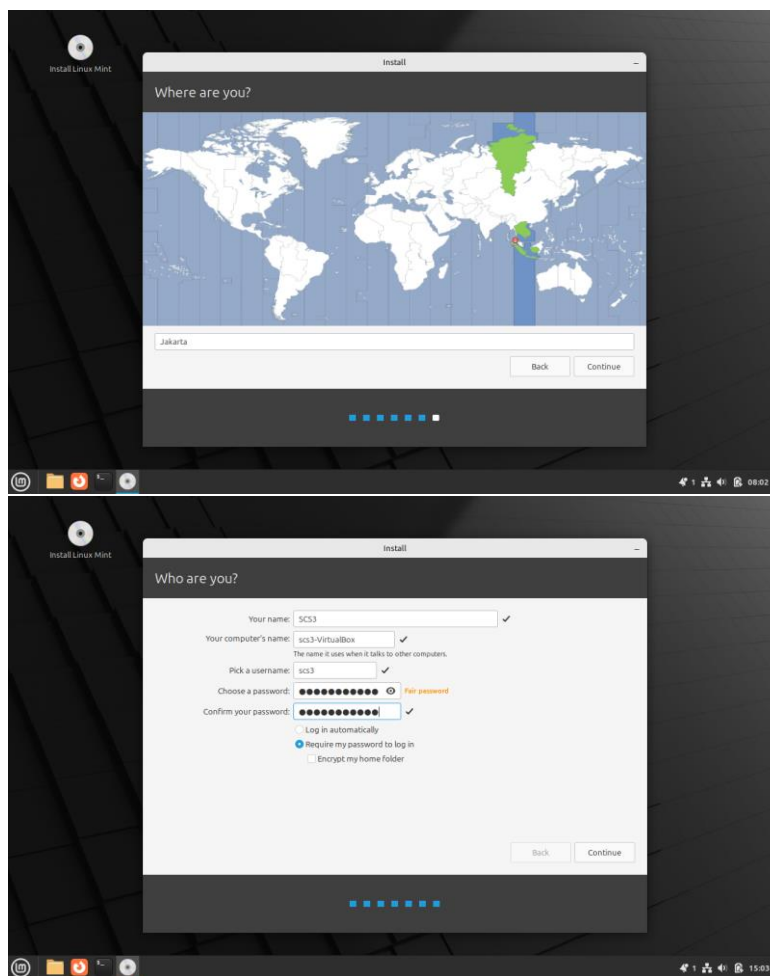 Install Linux Mint
Install
Where are you?
Jakarta
Back Continue
1 08:02
Install Linux Mint
Install
Who are you?
Your name: SCS3
Your computer's name: scs3-VirtualBox
The name it uses when it talks to other computers.
Pick a username: scs3
Choose a password: ●●●●●●●●●●● Fair password
Confirm your password: ●●●●●●●●●●●
Log in automatically
Require my password to log in
Encrypt my home folder
Back Continue
1 15:03